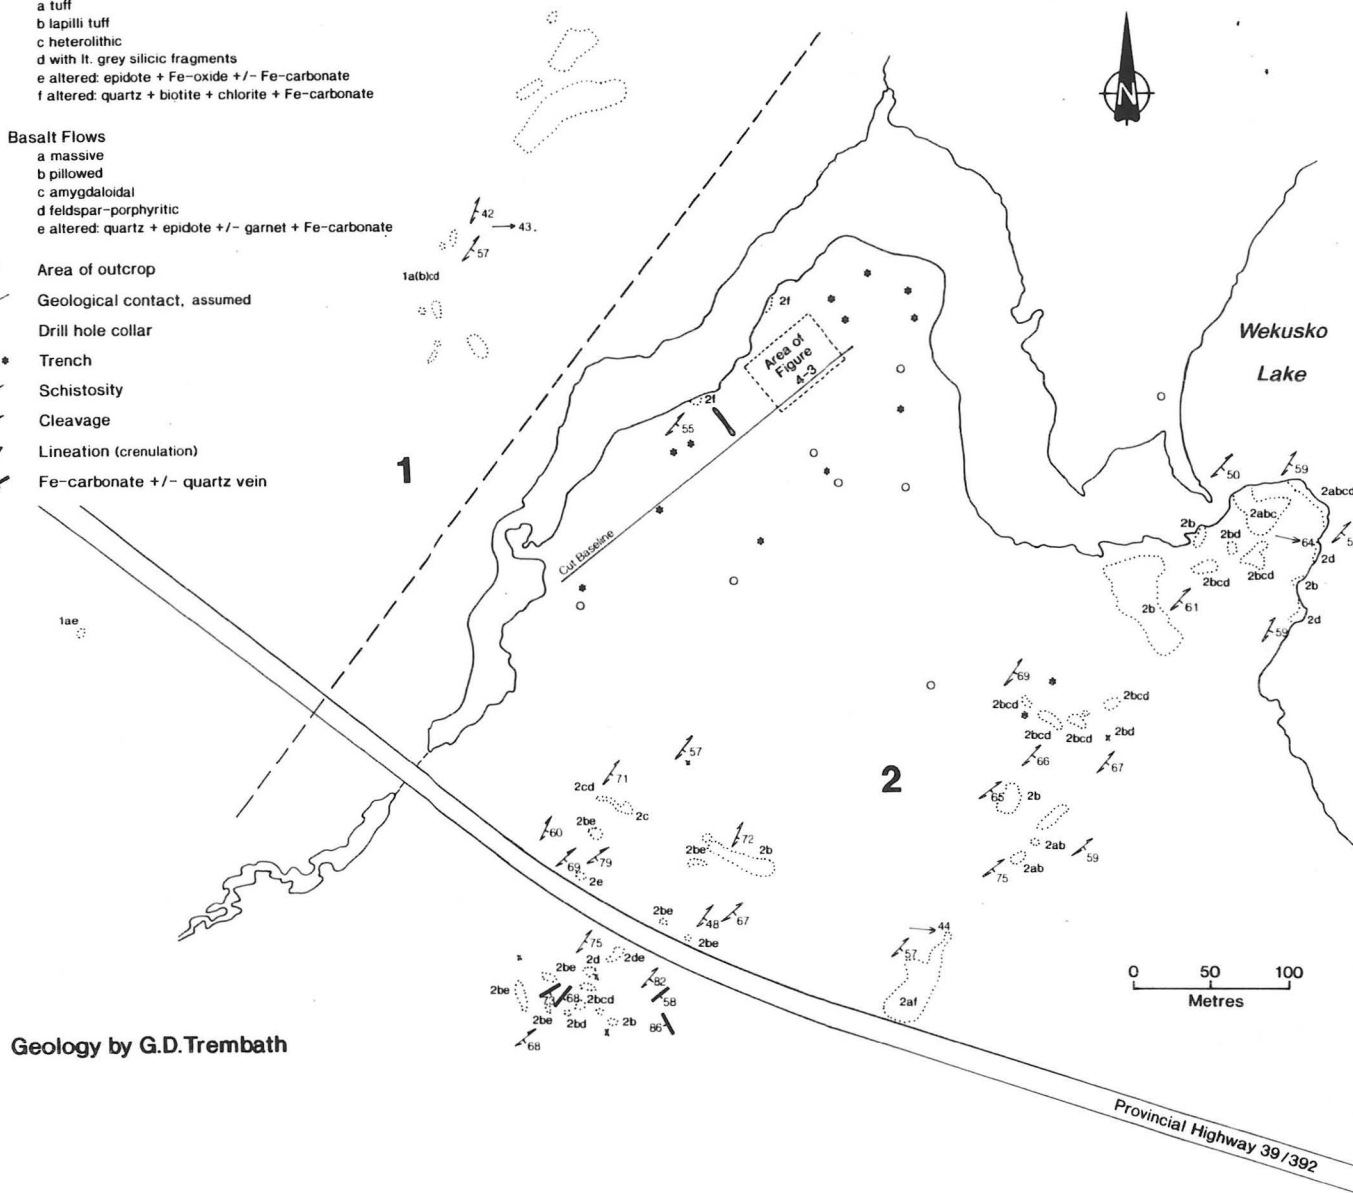 a tuff
b lapilli tuff
c heterolithic
d with lt. grey silicic fragments
e altered: epidote + Fe-oxide +/- Fe-carbonate
f altered: quartz + biotite + chlorite + Fe-carbonate
Basalt Flows
a massive
b pillowed
c amygdaloidal
d feldspar-porphyritic
e altered: quartz + epidote +/- garnet + Fe-carbonate
Area of outcrop
Geological contact, assumed
Drill hole collar
Trench
Schistosity
Cleavage
Lineation (crenulation)
Fe-carbonate +/- quartz vein
N
42
43
57
1a(b)cd
2f
Area of
Figure
4-3
Wekusko
Lake
2f
55
1
50
59
2abcd
2abc
2b
2bd
64
2d
2bcd
2bcd
2b
Cut Baseline
2b
61
2d
59
1ae
69
2bcd
2bcd
2bcd
2bcd
2bd
57
66
67
71
2
2cd
65
2b
2c
2be
60
72
2ab
2be
2b
59
69
79
2e
75
2ab
2be
48
67
44
2be
75
57
2d
2de
2be
82
0 50 100
Metres
2be
73
68
2bcd
58
2af
2be
2bd
2b
86
68
Geology by G.D.Trembath
Provincial Highway 39/392